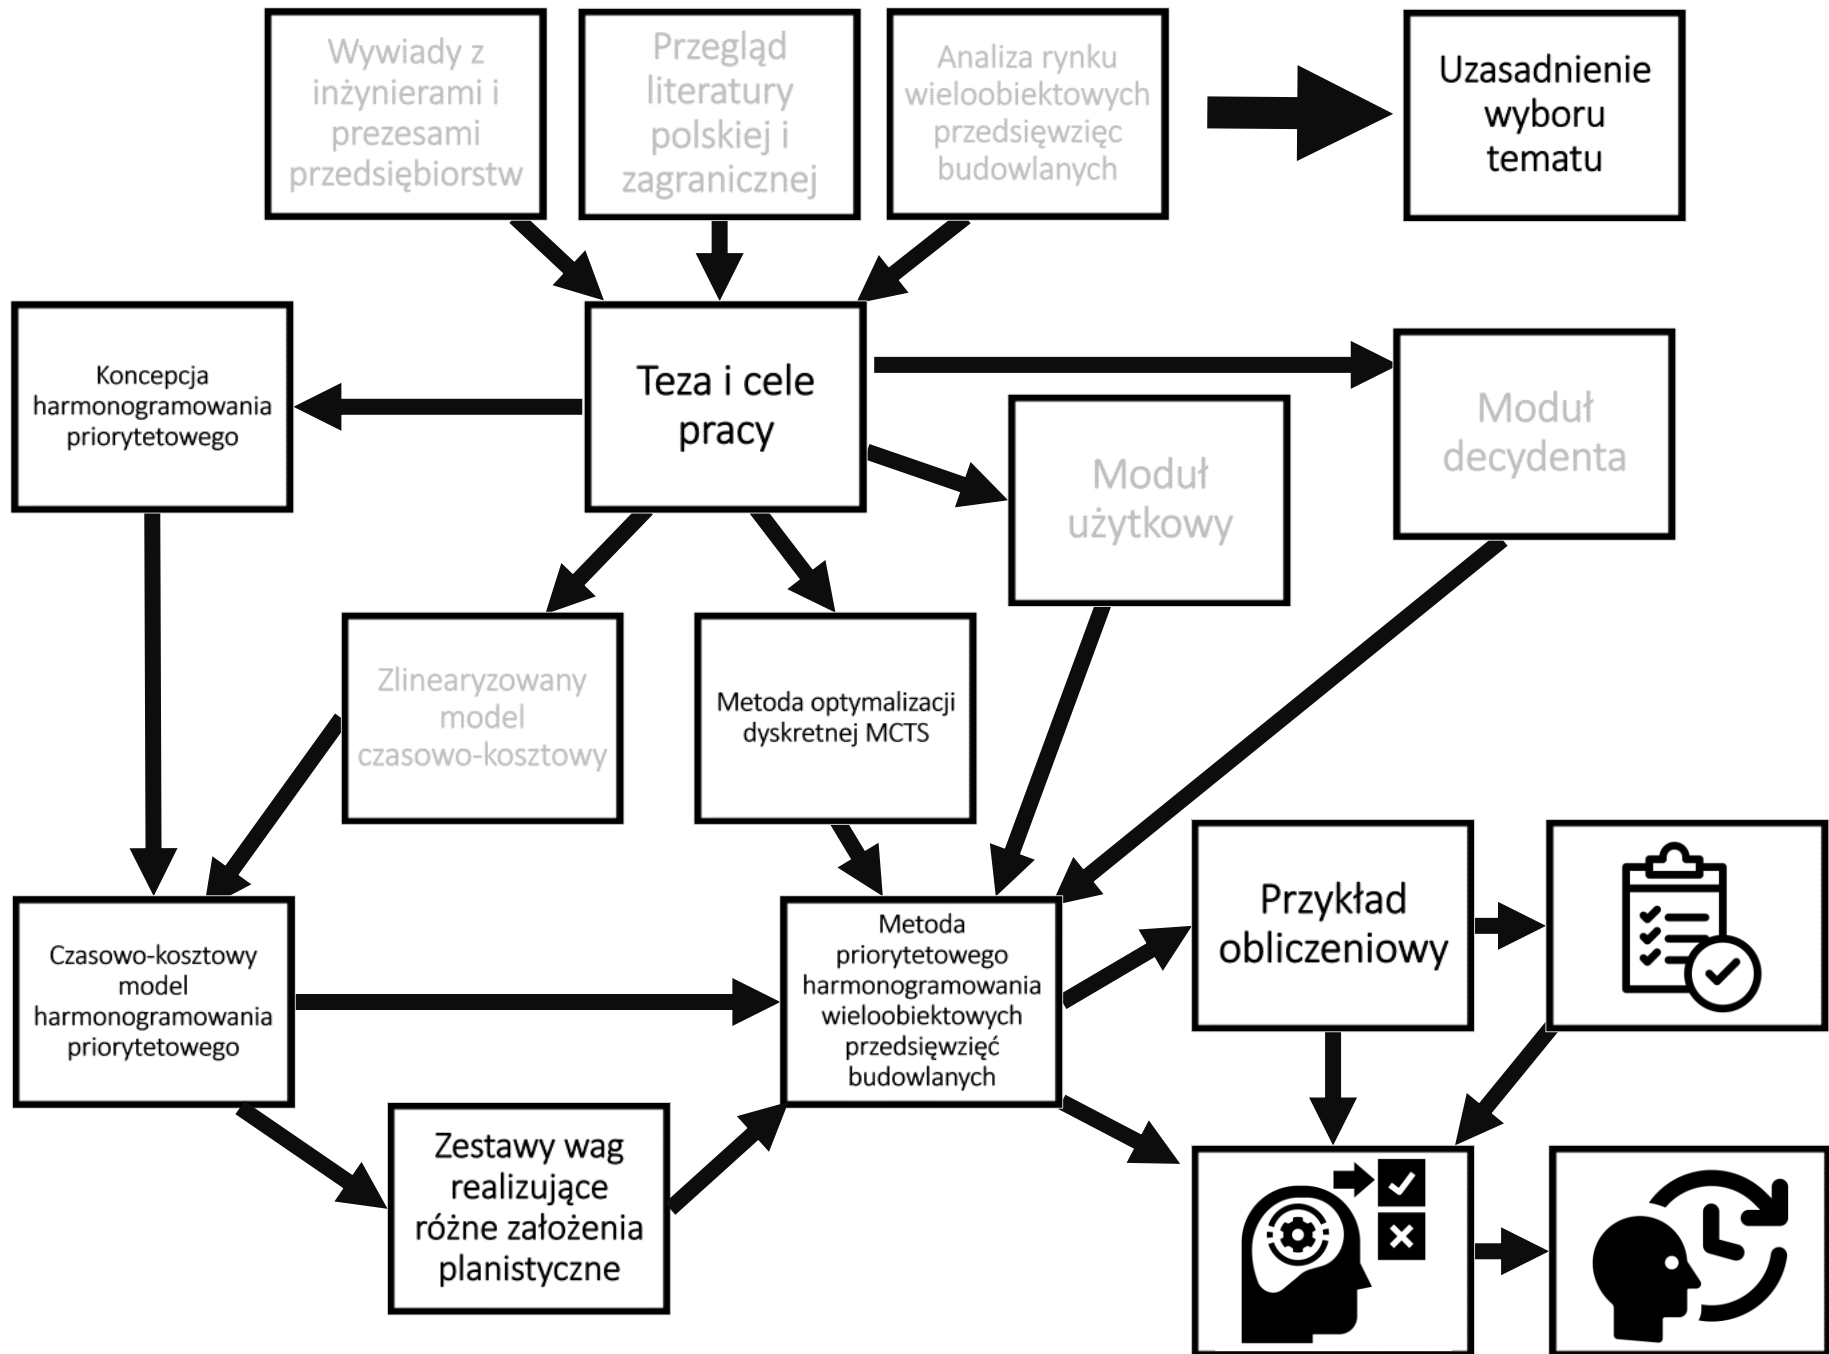 Wywiady z
inżynierami i
prezesami
przedsiębiorstw
Przegląd
literatury
polskiej i
zagranicznej
Analiza rynku
wieloobiektowych
przedsięwzięc
budowlanych
Uzasadnienie
wyboru
tematu
Koncepcja
harmonogramowania
priorytetowego
Teza i cele
pracy
Moduł
użytkowy
Moduł
decydenta
Zlinearyzowany
model
czasowo-kosztowy
Metoda optymalizacji
dyskretnej MCTS
Czasowo-kosztowy
model
harmonogramowania
priorytetowego
Metoda
priorytetowego
harmonogramowania
wieloobiektowych
przedsięwzięć
budowlanych
Przykład
obliczeniowy
Zestawy wag
realizujące
różne założenia
planistyczne